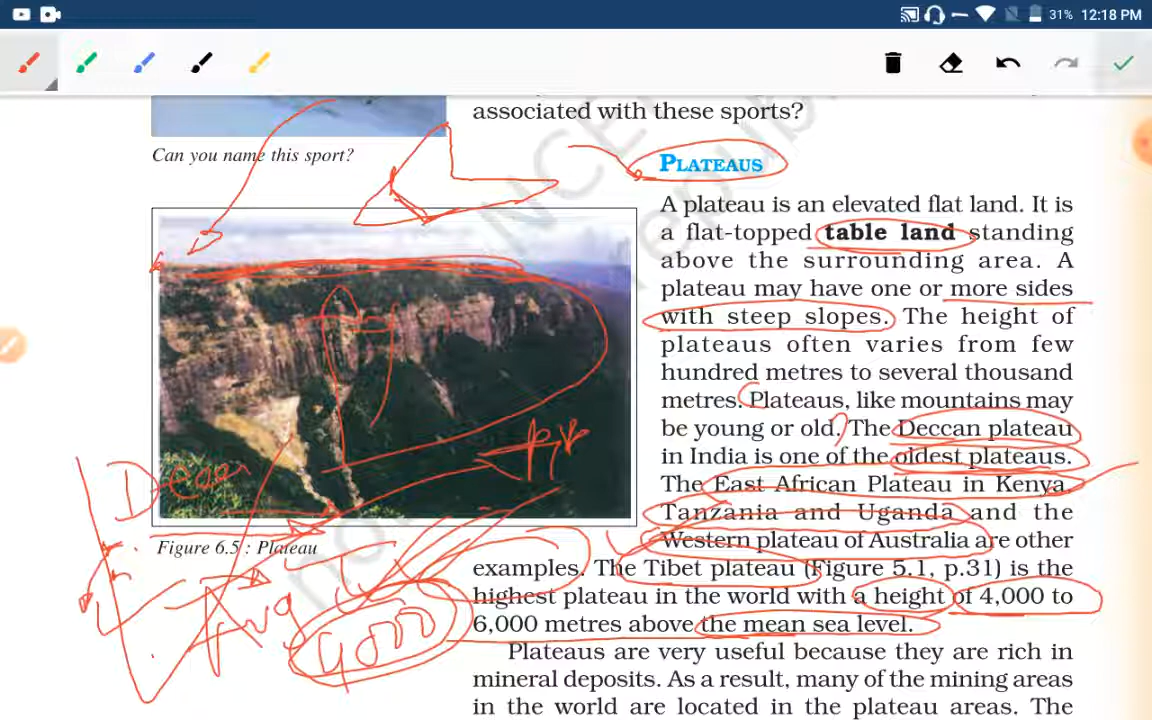 31% 12:18 PM
associated with these sports?
Can you name this sport?
PLATEAUS
A plateau is an elevated flat land. It is
a flat-topped table land standing
above the surrounding area. A
plateau may have one or more sides
with steep slopes. The height of
plateaus often varies from few
hundred metres to several thousand
metres. Plateaus, like mountains may
be young or old. The Deccan plateau
in India is one of the oldest plateaus.
The East African Plateau in Kenya,
Tanzania and Uganda and the
Western plateau of Australia are other
examples. The Tibet plateau (Figure 5.1, p.31) is the
highest plateau in the world with a height of 4,000 to
6,000 metres above the mean sea level.
Plateaus are very useful because they are rich in
mineral deposits. As a result, many of the mining areas
in the world are located in the plateau areas. The
Figure 6.5 : Plateau
Avg
4000